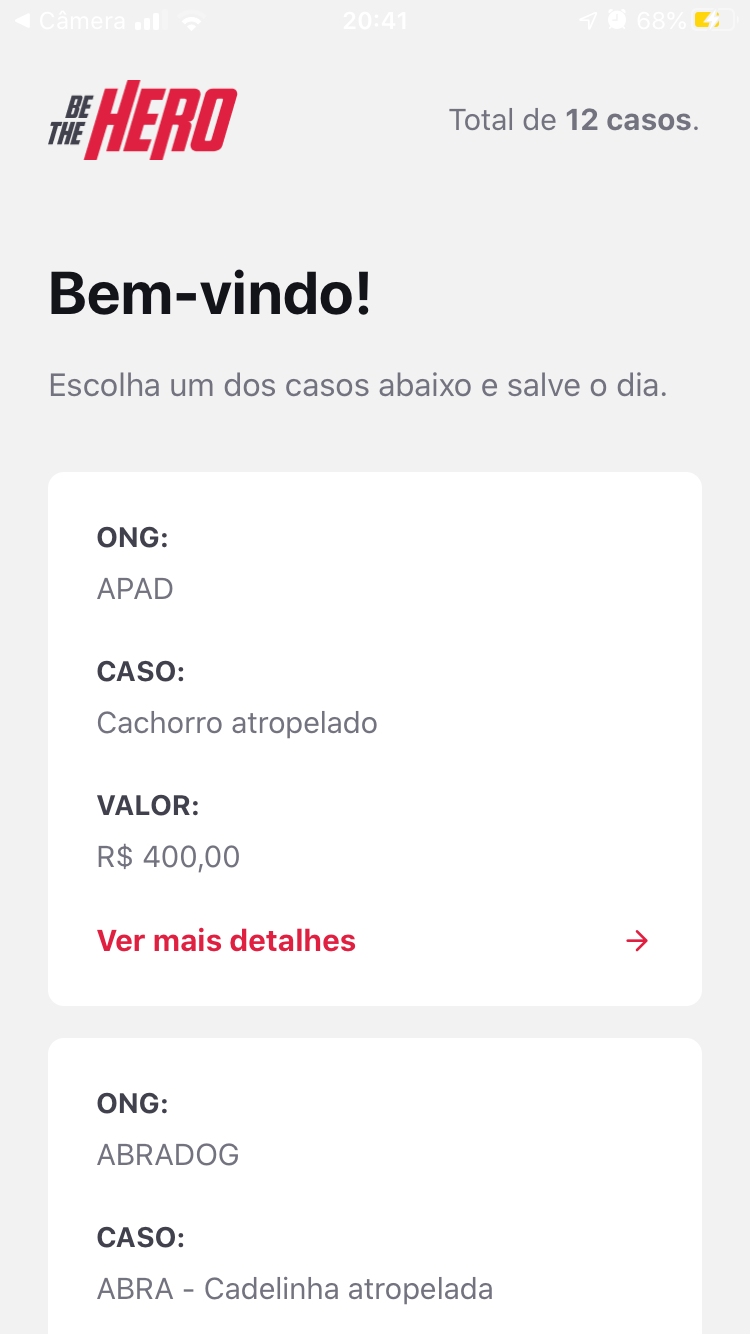 Câmera 20:41 68%
BE THE HERO
Total de 12 casos.
Bem-vindo!
Escolha um dos casos abaixo e salve o dia.
ONG:
APAD
CASO:
Cachorro atropelado
VALOR:
R$ 400,00
Ver mais detalhes
ONG:
ABRADOG
CASO:
ABRA - Cadelinha atropelada